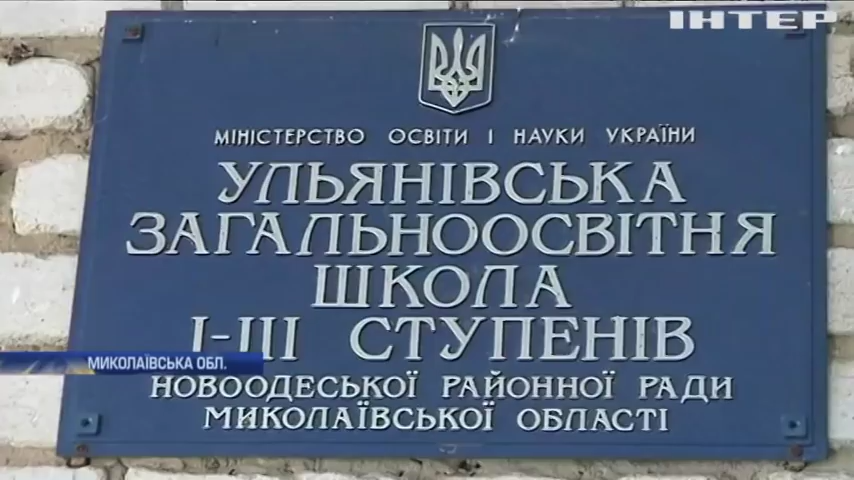 ІНТЕР
МІНІСТЕРСТВО ОСВІТИ І НАУКИ УКРАЇНИ
УЛЬЯНІВСЬКА
ЗАГАЛЬНООСВІТНЯ
ШКОЛА
І-ІІІ СТУПЕНІВ
МИКОЛАЇВСЬКА ОБЛ.
НОВООДЕСЬКОЇ РАЙОННОЇ РАДИ
МИКОЛАЇВСЬКОЇ ОБЛАСТІ